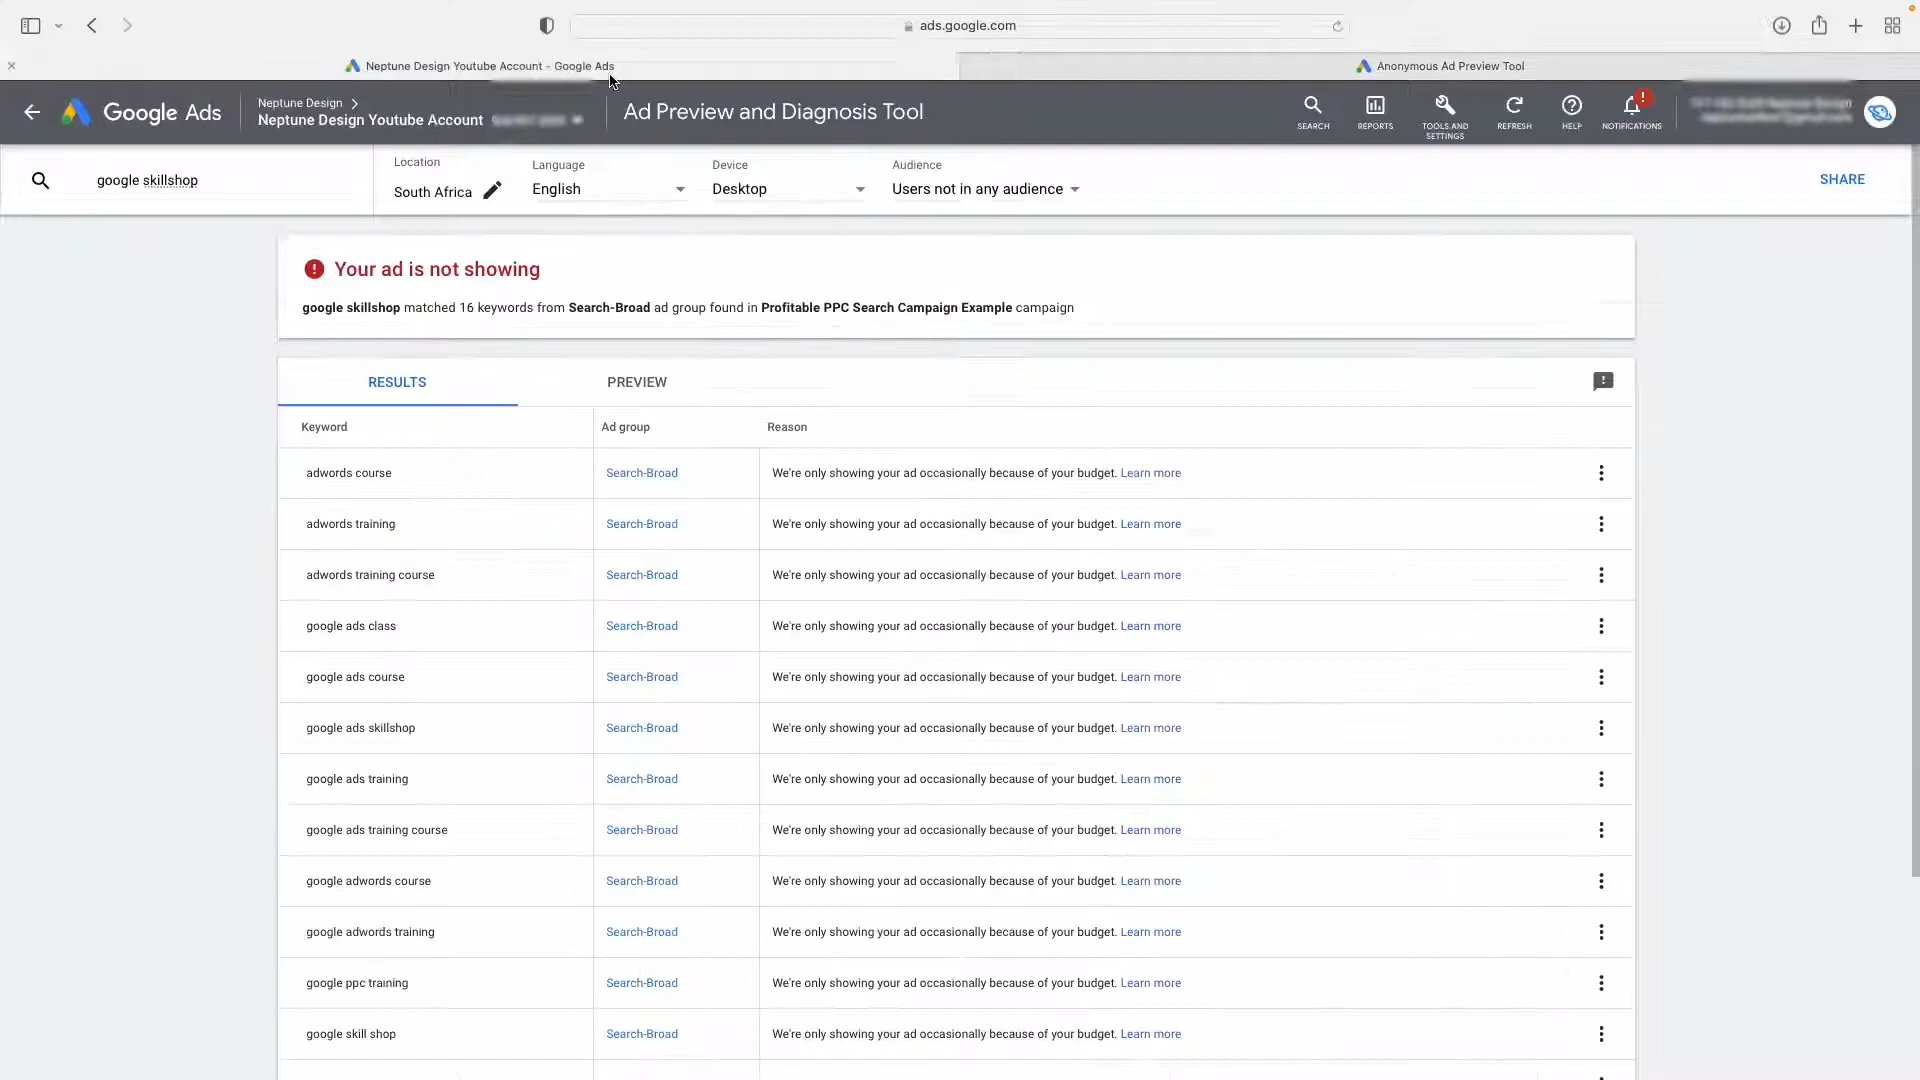 ads.google.com
Neptune Design Youtube Account - Google Ads
Anonymous Ad Preview Tool
Google Ads
Neptune Design
Neptune Design Youtube Account
Ad Preview and Diagnosis Tool
SEARCH
REPORTS
TOOLS AND SETTINGS
REFRESH
HELP
NOTIFICATIONS
google skillshop
Location
South Africa
Language
English
Device
Desktop
Audience
Users not in any audience
SHARE
Your ad is not showing
google skillshop matched 16 keywords from Search-Broad ad group found in Profitable PPC Search Campaign Example campaign
RESULTS
PREVIEW
Keyword Ad group Reason
adwords course Search-Broad We're only showing your ad occasionally because of your budget. Learn more
adwords training Search-Broad We're only showing your ad occasionally because of your budget. Learn more
adwords training course Search-Broad We're only showing your ad occasionally because of your budget. Learn more
google ads class Search-Broad We're only showing your ad occasionally because of your budget. Learn more
google ads course Search-Broad We're only showing your ad occasionally because of your budget. Learn more
google ads skillshop Search-Broad We're only showing your ad occasionally because of your budget. Learn more
google ads training Search-Broad We're only showing your ad occasionally because of your budget. Learn more
google ads training course Search-Broad We're only showing your ad occasionally because of your budget. Learn more
google adwords course Search-Broad We're only showing your ad occasionally because of your budget. Learn more
google adwords training Search-Broad We're only showing your ad occasionally because of your budget. Learn more
google ppc training Search-Broad We're only showing your ad occasionally because of your budget. Learn more
google skill shop Search-Broad We're only showing your ad occasionally because of your budget. Learn more